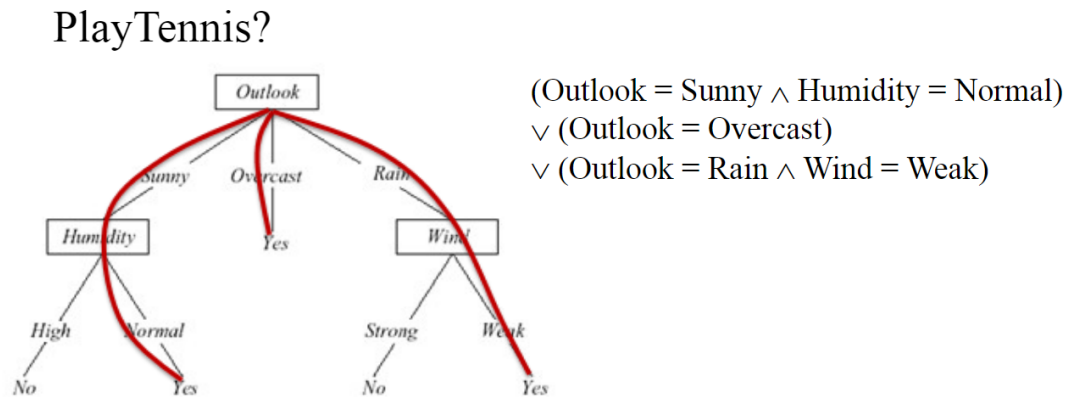 PlayTennis?
Outlook
(Outlook = Sunny ∧ Humidity = Normal)
∨ (Outlook = Overcast)
∨ (Outlook = Rain ∧ Wind = Weak)
Sunny Overcast Rain
Humidity Yes Wind
High Normal Strong Weak
No Yes No Yes